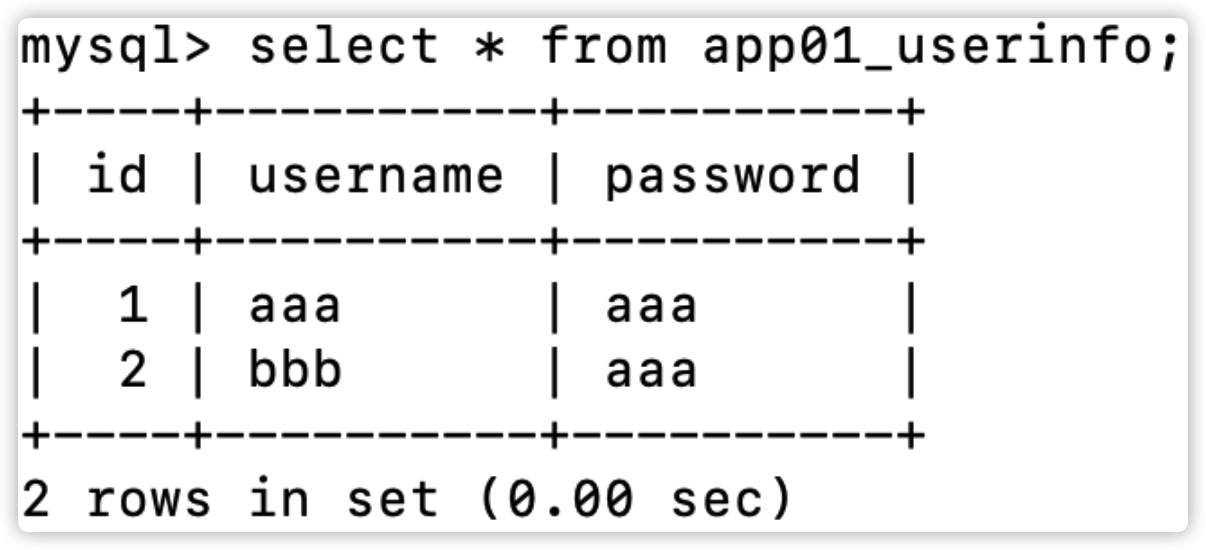 mysql> select * from app01_userinfo;
+----+----------+----------+
| id | username | password |
+----+----------+----------+
|  1 | aaa      | aaa      |
|  2 | bbb      | aaa      |
+----+----------+----------+
2 rows in set (0.00 sec)